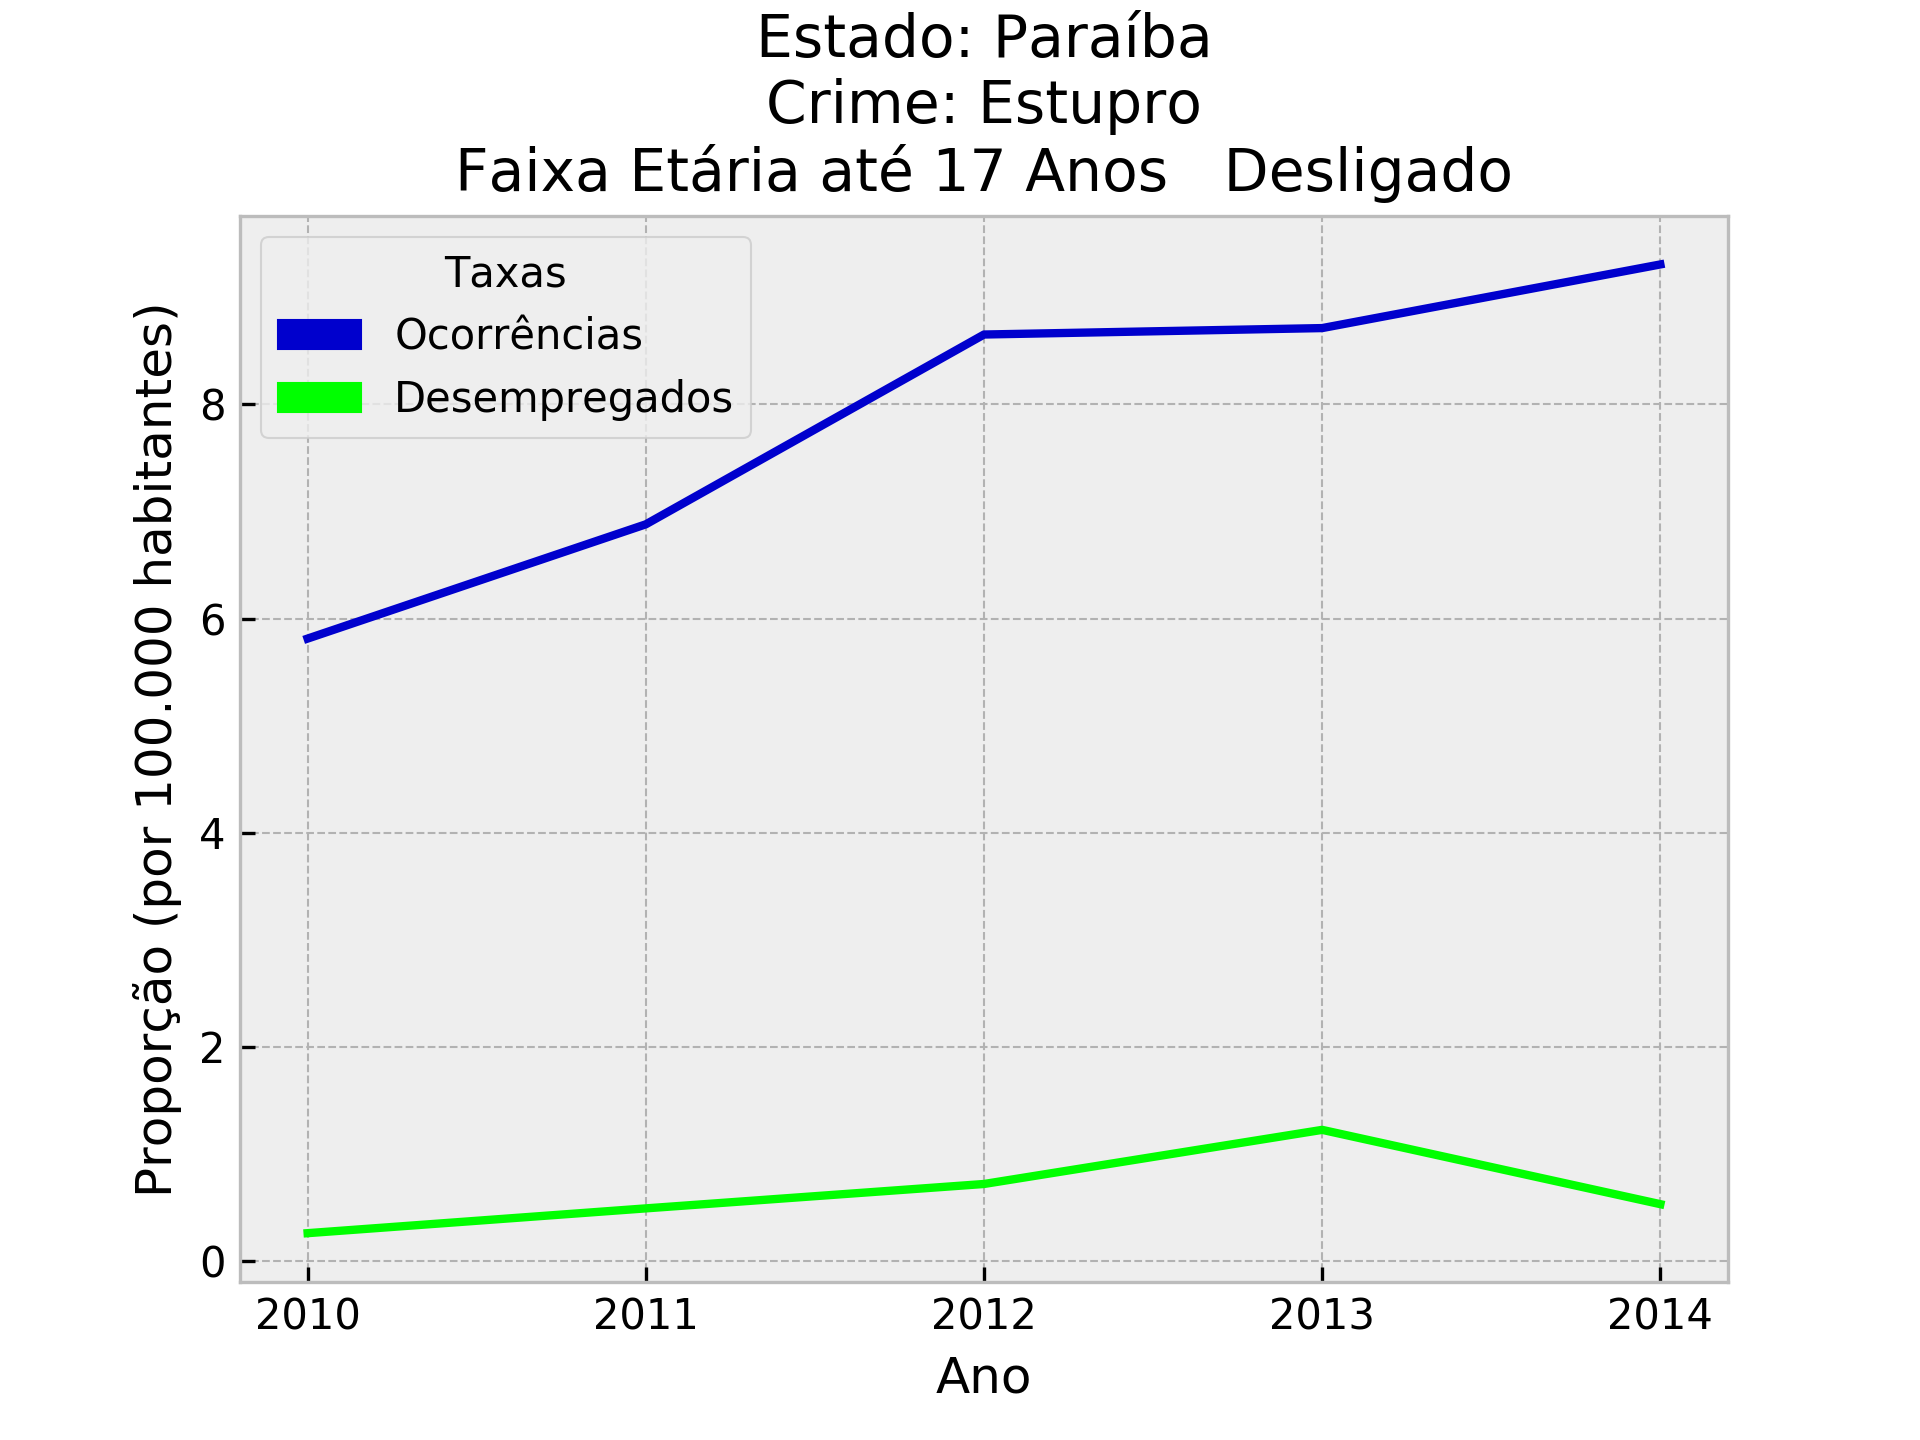 Estado: Paraíba
Crime: Estupro
Faixa Etária até 17 Anos   Desligado
Taxas
Ocorrências
Desempregados
Proporção (por 100.000 habitantes)
8
6
4
2
0
2010 2011 2012 2013 2014
Ano